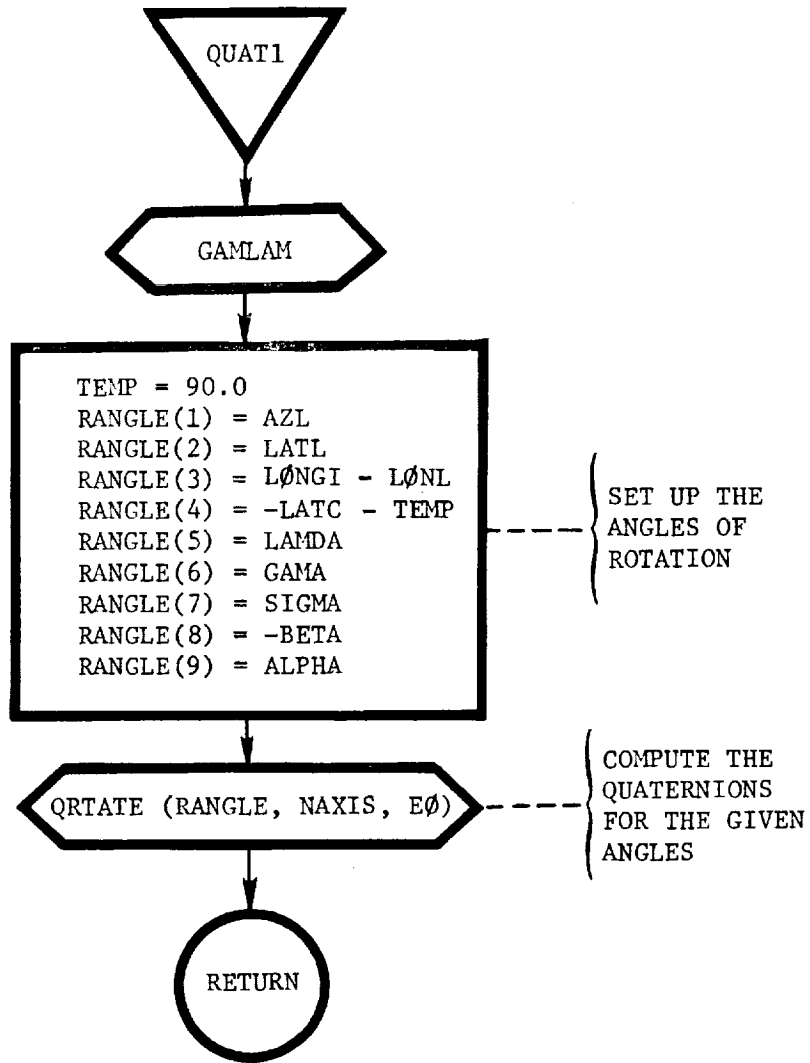 QUAT1
GAMLAM
TEMP = 90.0
RANGLE(1) = AZL
RANGLE(2) = LATL
RANGLE(3) = LØNGI - LØNL
RANGLE(4) = -LATC - TEMP
RANGLE(5) = LAMDA
RANGLE(6) = GAMA
RANGLE(7) = SIGMA
RANGLE(8) = -BETA
RANGLE(9) = ALPHA
SET UP THE
ANGLES OF
ROTATION
QRTATE (RANGLE, NAXIS, EØ)
COMPUTE THE
QUATERNIONS
FOR THE GIVEN
ANGLES
RETURN